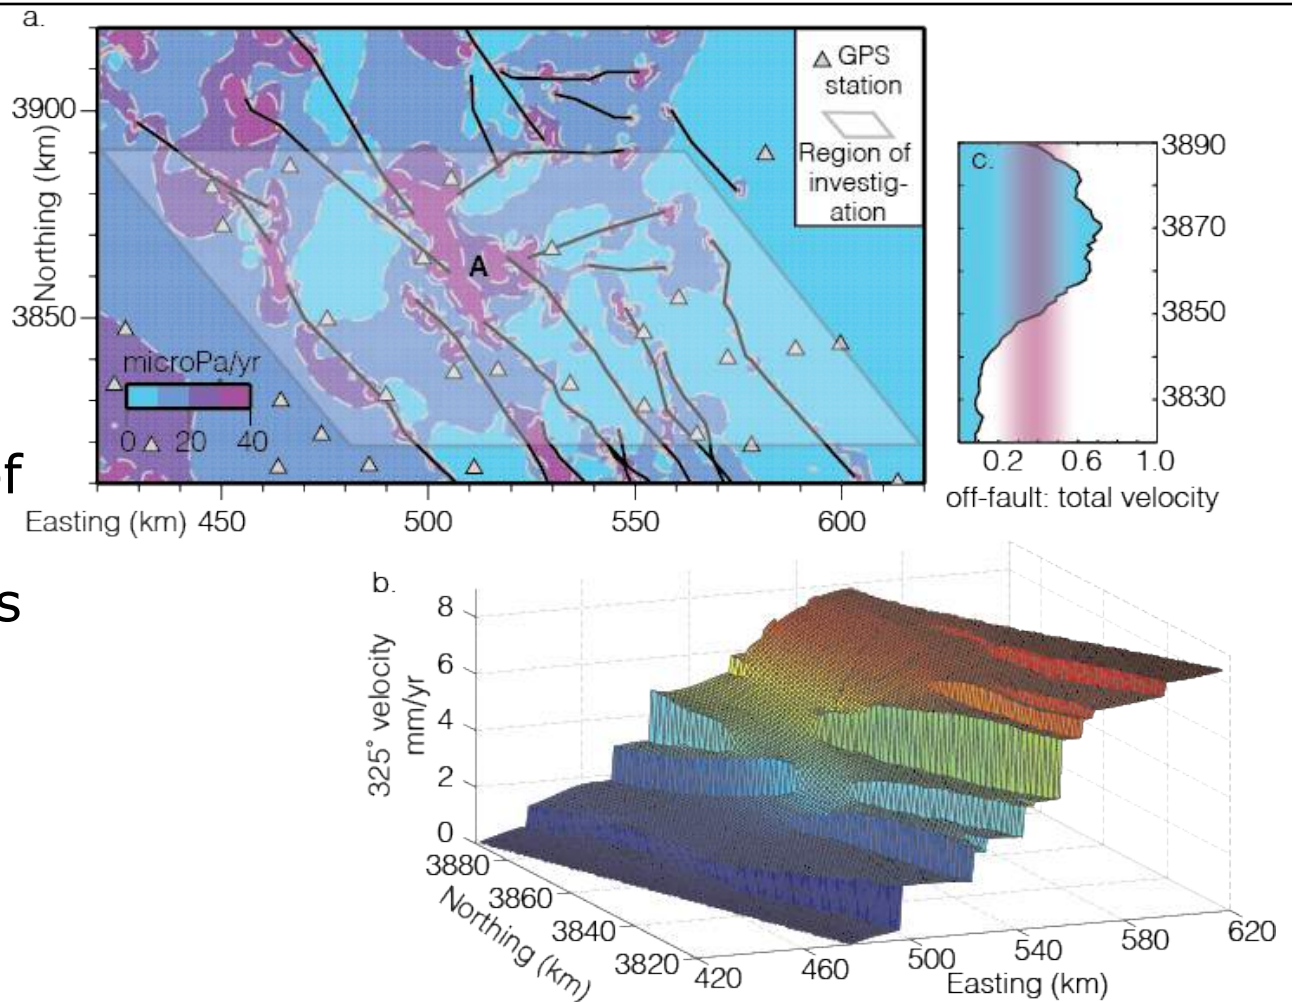 a.
GPS
station
Region of
investig-
ation
A
3900
3850
Northing (km)
microPa/yr
0 20 40
Easting (km) 450 500 550 600
c.
3890
3870
3850
3830
0.2 0.6 1.0
off-fault: total velocity
of
s
b.
8
6
4
2
0
325° velocity
mm/yr
3880
3860
3840
3820
Northing (km)
420 460 500 540 580 620
Easting (km)